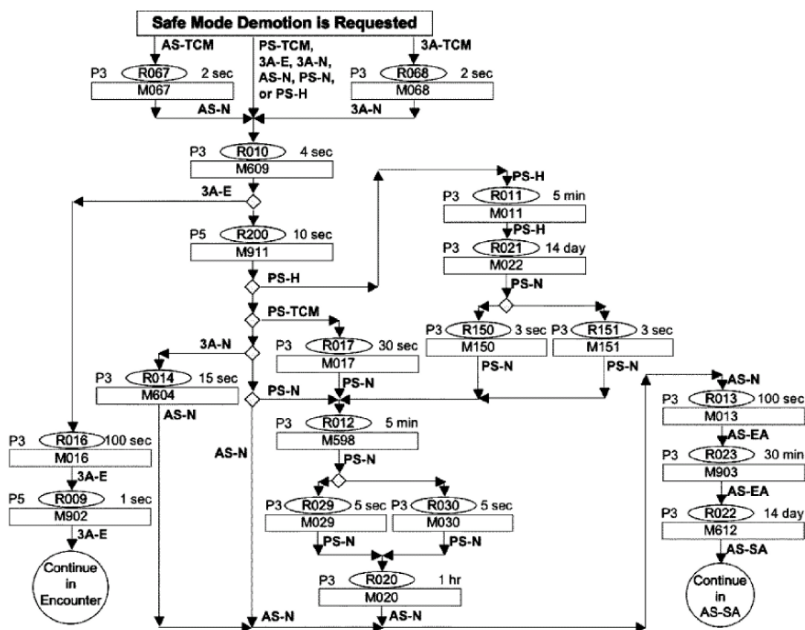 Safe Mode Demotion is Requested
AS-TCM
PS-TCM,
3A-E, 3A-N,
AS-N, PS-N,
or PS-H
3A-TCM
P3 R067 2 sec
M067
AS-N
P3 R068 2 sec
M068
3A-N
P3 R010 4 sec
M609
3A-E
P5 R200 10 sec
M911
PS-H
PS-H
P3 R011 5 min
M011
PS-H
P3 R021 14 day
M022
PS-N
PS-TCM
P3 R017 30 sec
M017
PS-N
P3 R150 3 sec
M150
PS-N
P3 R151 3 sec
M151
PS-N
3A-N
P3 R014 15 sec
M604
AS-N
PS-N
P3 R012 5 min
M598
PS-N
AS-N
P3 R016 100 sec
M016
3A-E
P5 R009 1 sec
M902
3A-E
Continue
in
Encounter
P3 R029 5 sec
M029
PS-N
P3 R030 5 sec
M030
PS-N
P3 R020 1 hr
M020
AS-N
AS-N
AS-N
P3 R013 100 sec
M013
AS-EA
P3 R023 30 min
M903
AS-EA
P3 R022 14 day
M612
AS-SA
Continue
in
AS-SA